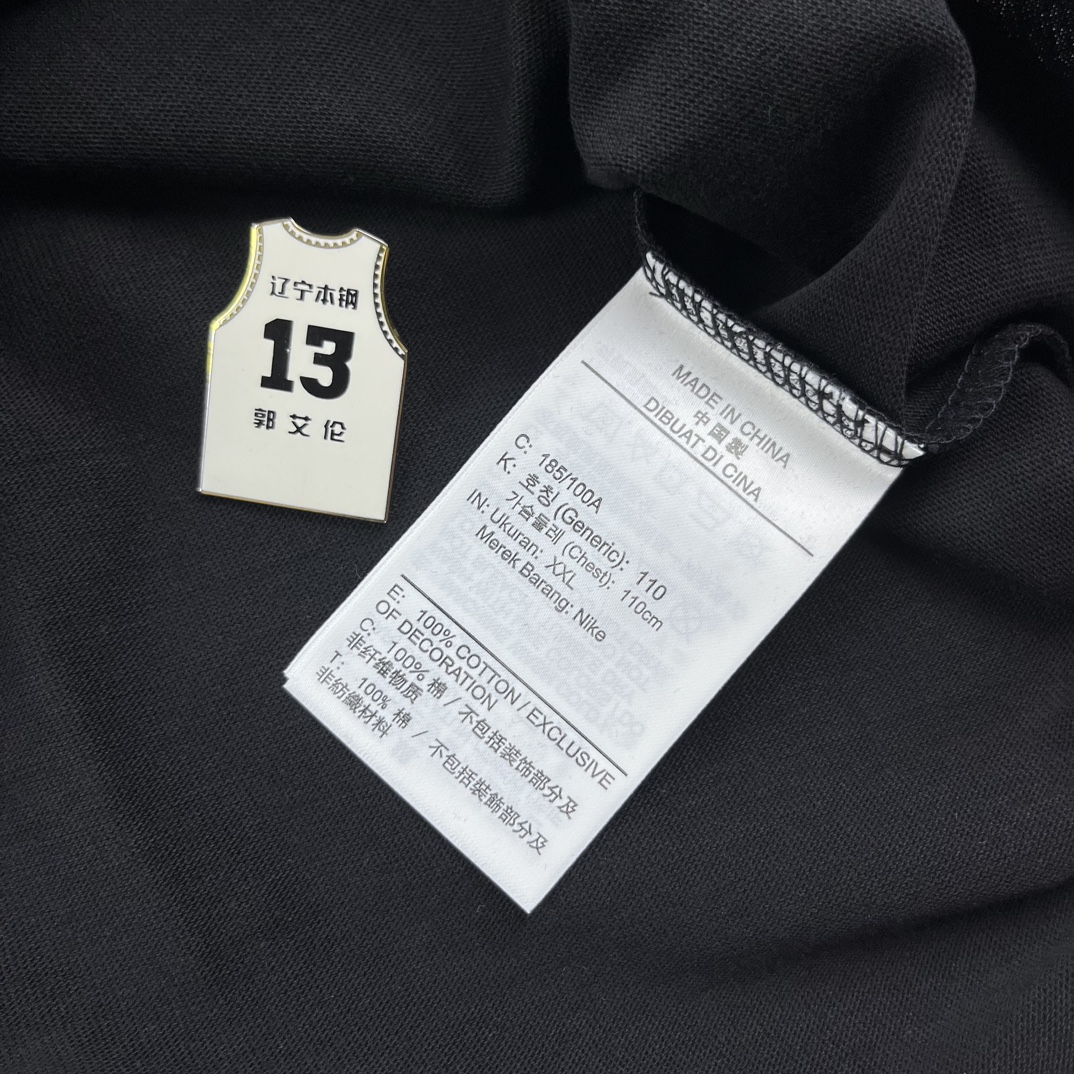 辽宁本钢
13
郭艾伦
MADE IN CHINA
中国製
DIBUAT DI CINA
C: 185/100A
K: 호칭 (Generic): 110
가슴둘레 (Chest): 110cm
IN: Ukuran: XXL
Merek Barang: Nike
E: 100% COTTON / EXCLUSIVE
OF DECORATION
C: 100% 棉 / 不包括装饰部分及
非纤维物质
T: 100% 棉 / 不包括裝飾部分及
非紡織材料